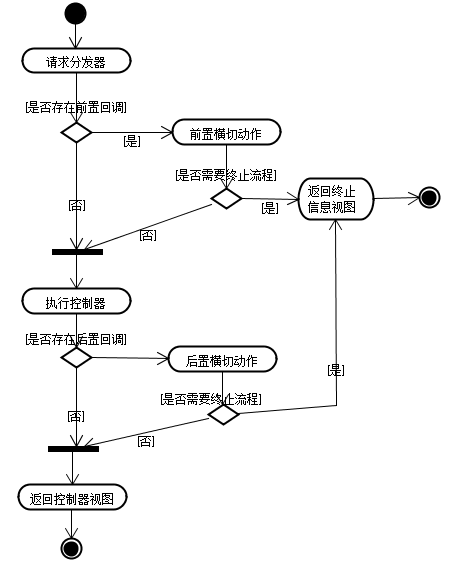 请求分发器
[是否存在前置回调]
[是]
前置横切动作
[是否需要终止流程]
[是]
返回终止
信息视图
[否]
[否]
执行控制器
[是否存在后置回调]
后置横切动作
[是]
[是否需要终止流程]
[否]
[否]
返回控制器视图